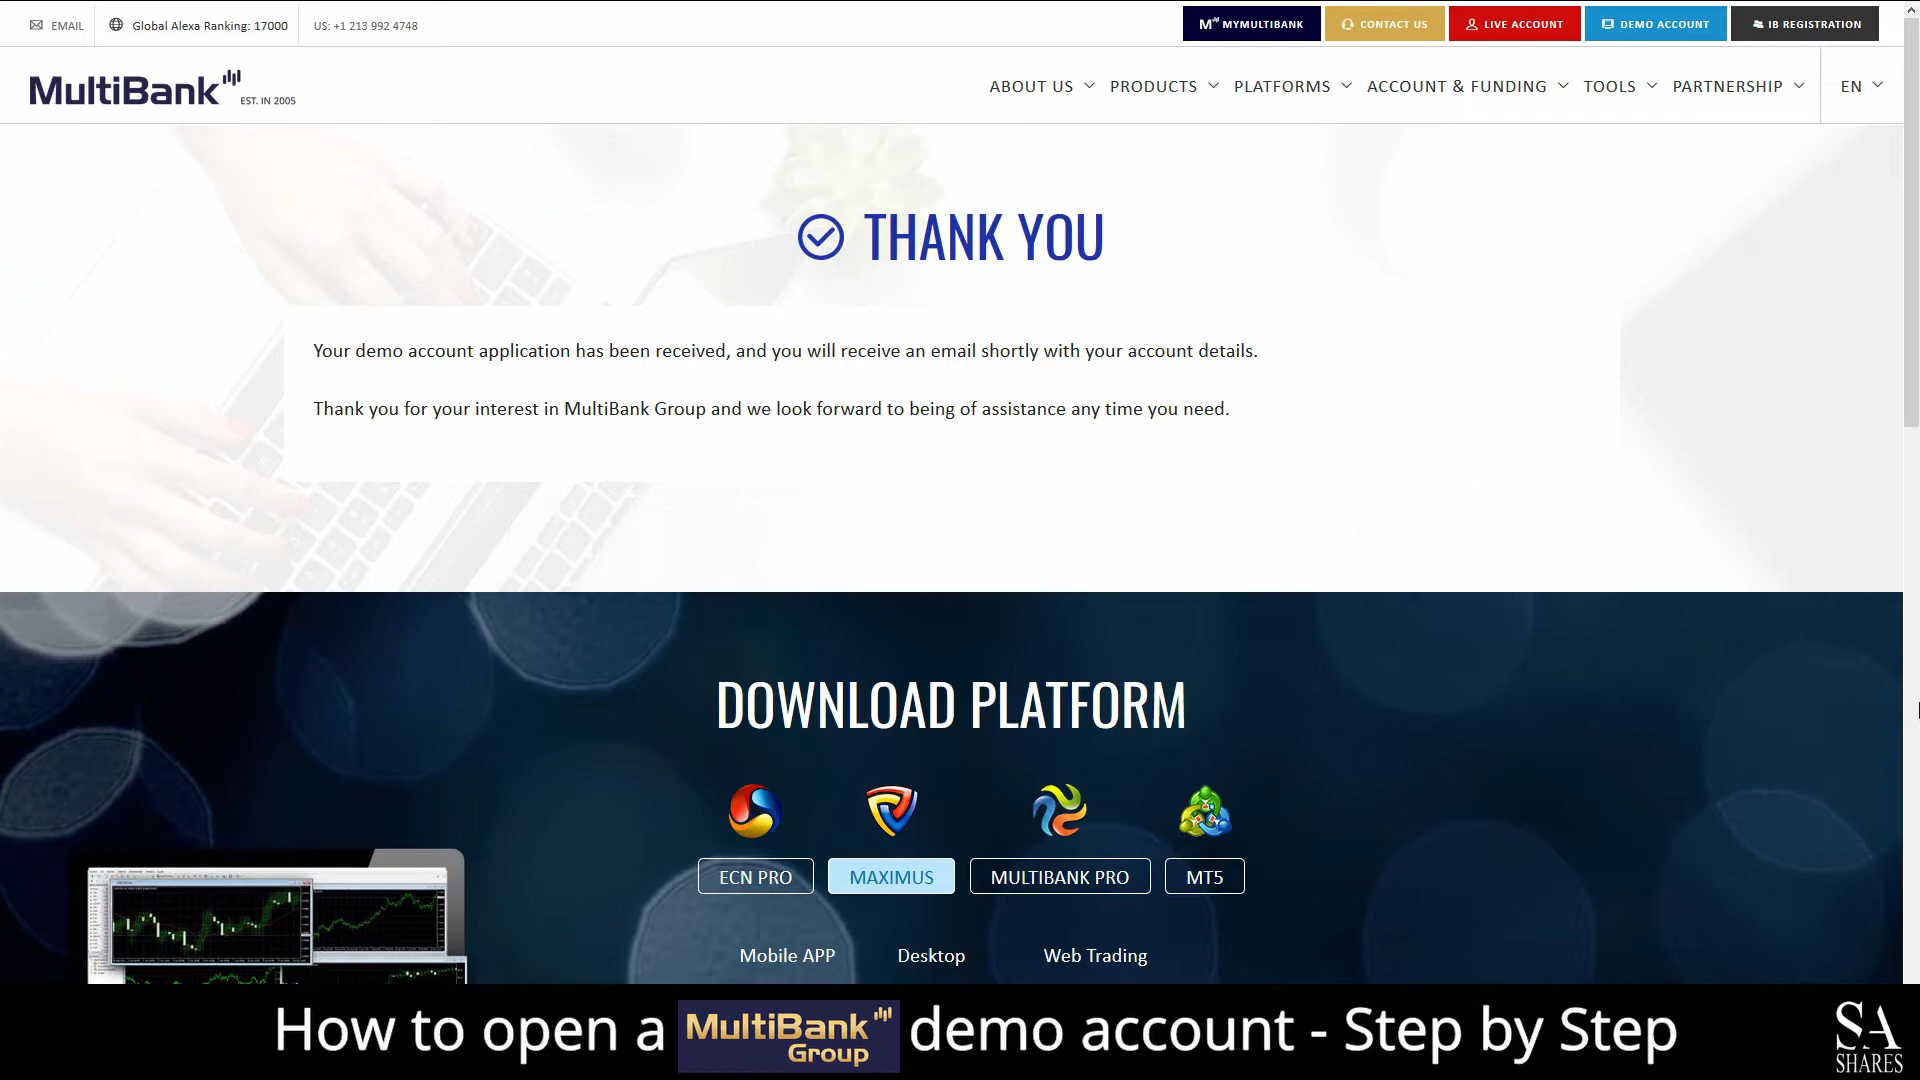 EMAIL
Global Alexa Ranking: 17000
US: +1 213 992 4748
MYMULTIBANK
CONTACT US
LIVE ACCOUNT
DEMO ACCOUNT
IB REGISTRATION
MultiBank EST. IN 2005
ABOUT US PRODUCTS PLATFORMS ACCOUNT & FUNDING TOOLS PARTNERSHIP EN
THANK YOU
Your demo account application has been received, and you will receive an email shortly with your account details.
Thank you for your interest in MultiBank Group and we look forward to being of assistance any time you need.
DOWNLOAD PLATFORM
ECN PRO MAXIMUS MULTIBANK PRO MT5
Mobile APP Desktop Web Trading
How to open a MultiBank Group demo account - Step by Step
SA SHARES